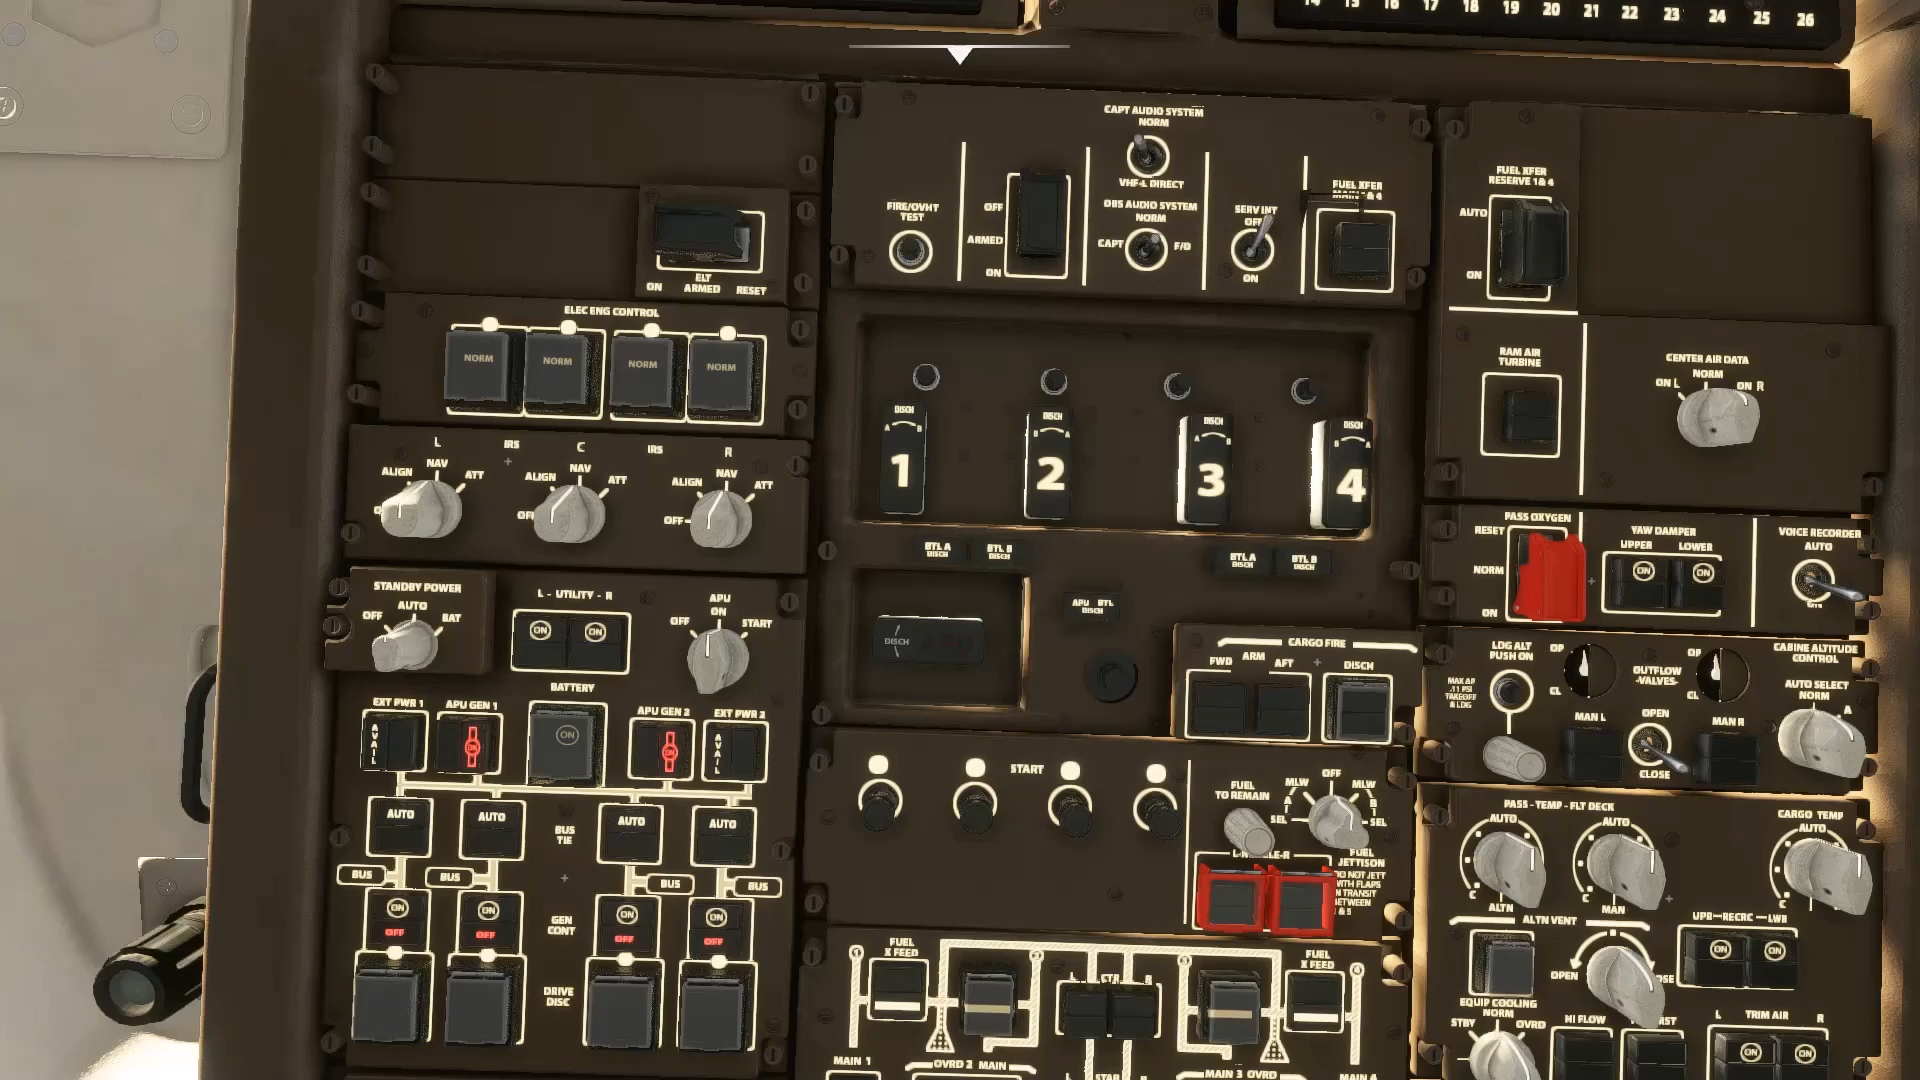 14 15 16 17 18 19 20 21 22 23 24 25 26
ELT
ON ARMED RESET
ELEC ENG CONTROL
NORM NORM NORM NORM
L IRS C IRS R
ALIGN NAV ATT
ALIGN NAV ATT
OFF ALIGN NAV ATT
STANDBY POWER
OFF AUTO BAT
L - UTILITY - R
ON ON
APU
OFF ON START
BATTERY
ON
EXT PWR 1
AVAIL
APU GEN 1
ON
APU GEN 2
ON
EXT PWR 2
AVAIL
AUTO AUTO AUTO AUTO
BUS
TIE
BUS BUS BUS BUS
ON ON ON ON
OFF OFF OFF OFF
GEN
CONT
DRIVE
DISC
FIRE/OVHT
TEST
OFF
ARMED
ON
CAPT AUDIO SYSTEM
NORM
VHF-L DIRECT
OBS AUDIO SYSTEM
NORM
CAPT F/O
SERV INT
OFF
ON
FUEL XFER
DISCH
A B
1
DISCH
B A
2
DISCH
A B
3
DISCH
B A
4
BTL A
DISCH
BTL B
DISCH
BTL A
DISCH
BTL B
DISCH
DISCH
APU BTL
DISCH
CARGO FIRE
FWD ARM AFT DISCH
START
FUEL
TO REMAIN
MLW OFF MLW
A B
SEL SEL
FUEL
JETTISON
FUEL
X FEED
1 2 L CTR R 3 4
FUEL
X FEED
MAIN 1 OVRD 2 MAIN MAIN 3 OVRD MAIN 4
FUEL XFER
RESERVE 1& 4
AUTO
ON
RAM AIR
TURBINE
CENTER AIR DATA
ON L NORM ON R
PASS OXYGEN
RESET
NORM
ON
YAW DAMPER
UPPER LOWER
ON ON
VOICE RECORDER
AUTO
LDG ALT
PUSH ON
MAX ΔP
.11 PSI
TAKEOFF
& LDG
OP
CL
OUTFLOW
-VALVES-
OP
CL
MAN L
OPEN
CLOSE
MAN R
CABINE ALTITUDE
CONTROL
AUTO SELECT
NORM
A
PASS - TEMP - FLT DECK
AUTO AUTO
C ALTN C MAN
CARGO TEMP
AUTO
C
ALTN VENT
OPEN
UPR-RECRC-LWR
ON ON
EQUIP COOLING
NORM
STBY OVRD
HI FLOW
L TRIM AIR R
ON ON